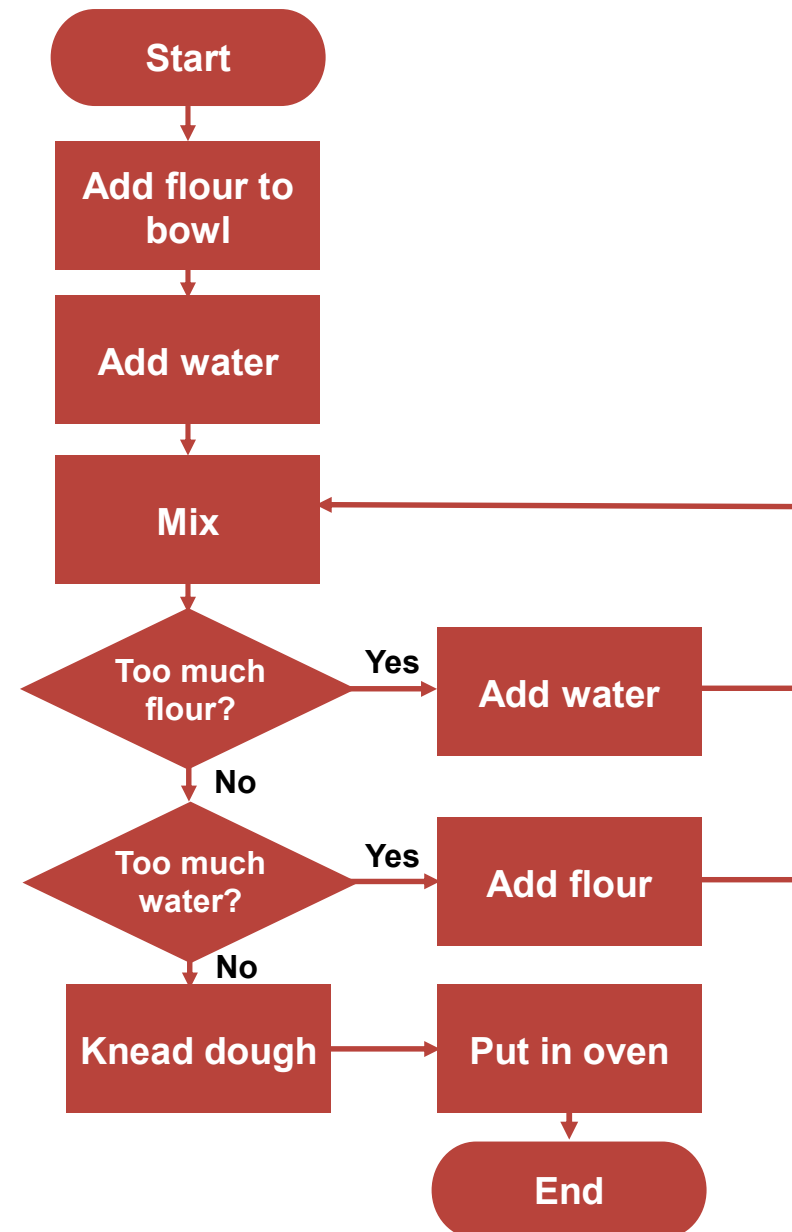 Start
Add flour to
bowl
Add water
Mix
Too much
flour?
Yes
Add water
No
Too much
water?
Yes
Add flour
No
Knead dough
Put in oven
End